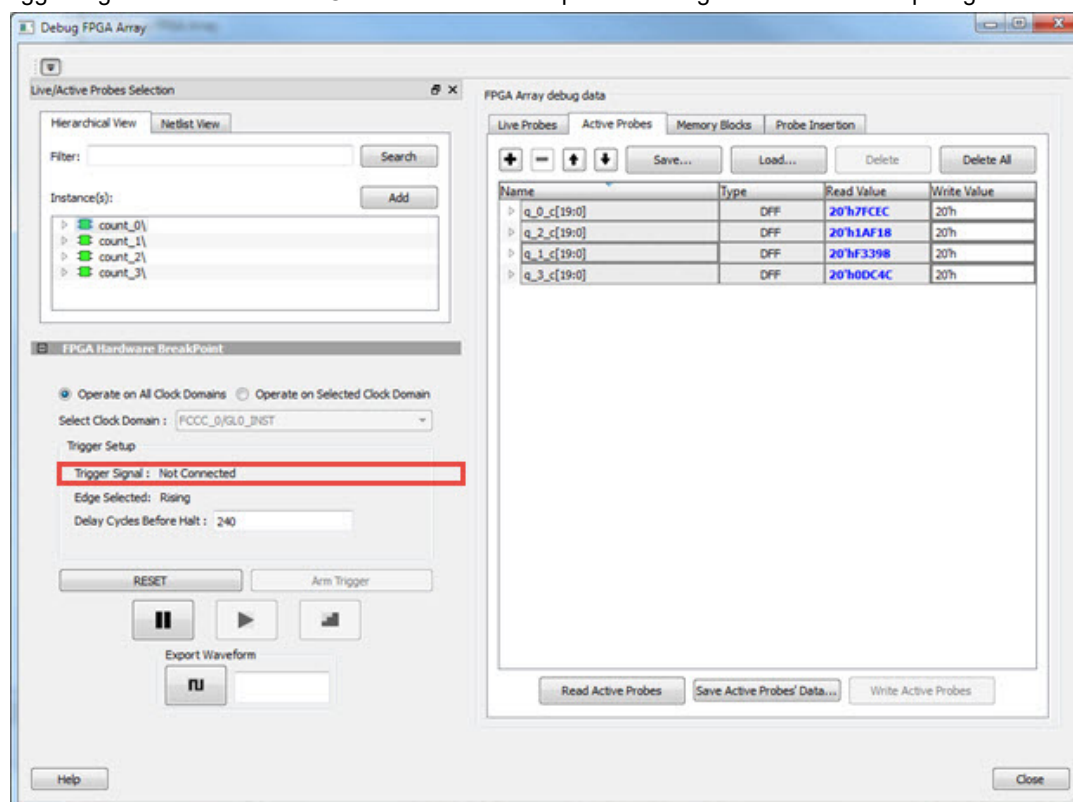 Debug FPGA Array
Live/Active Probes Selection
Hierarchical View Netlist View
Filter: Search
Instance(s): Add
count_0\
count_1\
count_2\
count_3\
FPGA Hardware BreakPoint
Operate on All Clock Domains Operate on Selected Clock Domain
Select Clock Domain : FCCC_0/GL0_INST
Trigger Setup
Trigger Signal : Not Connected
Edge Selected: Rising
Delay Cycles Before Halt : 240
RESET Arm Trigger
Export Waveform
FPGA Array debug data
Live Probes Active Probes Memory Blocks Probe Insertion
Save... Load... Delete Delete All
Name Type Read Value Write Value
q_0_c[19:0] DFF 20'h7FCEC 20'h
q_2_c[19:0] DFF 20'h1AF18 20'h
q_1_c[19:0] DFF 20'hF3398 20'h
q_3_c[19:0] DFF 20'h0DC4C 20'h
Read Active Probes Save Active Probes' Data... Write Active Probes
Help Close